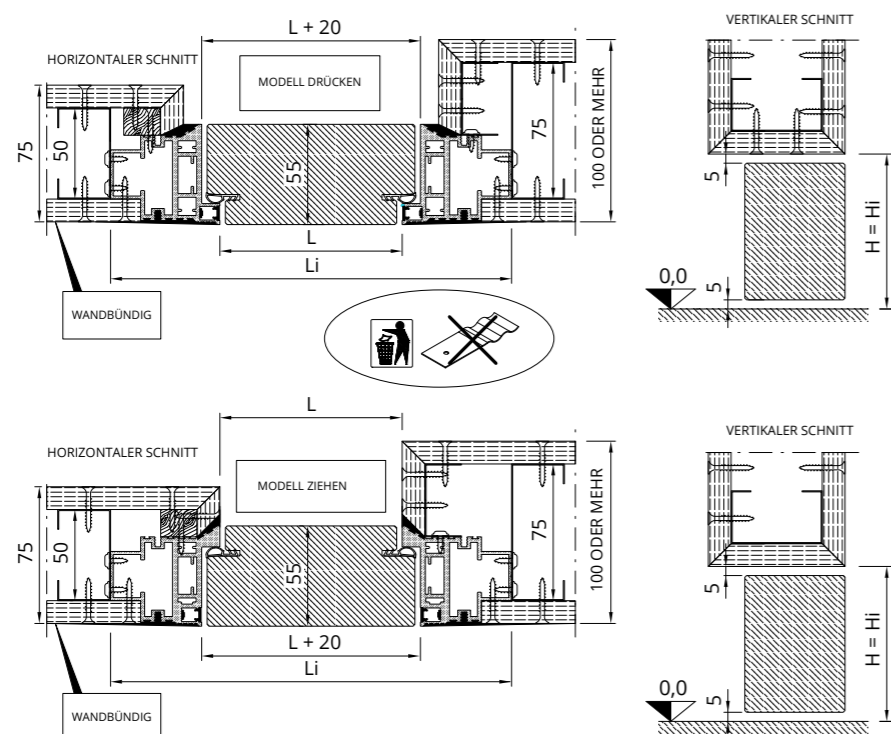 L + 20
VERTIKALER SCHNITT
HORIZONTALER SCHNITT
MODELL DRÜCKEN
75
50
55
75
100 ODER MEHR
5
H = Hi
L
Li
0,0
5
WANDBÜNDIG
L
VERTIKALER SCHNITT
HORIZONTALER SCHNITT
MODELL ZIEHEN
75
50
55
75
100 ODER MEHR
5
H = Hi
L + 20
Li
0,0
5
WANDBÜNDIG